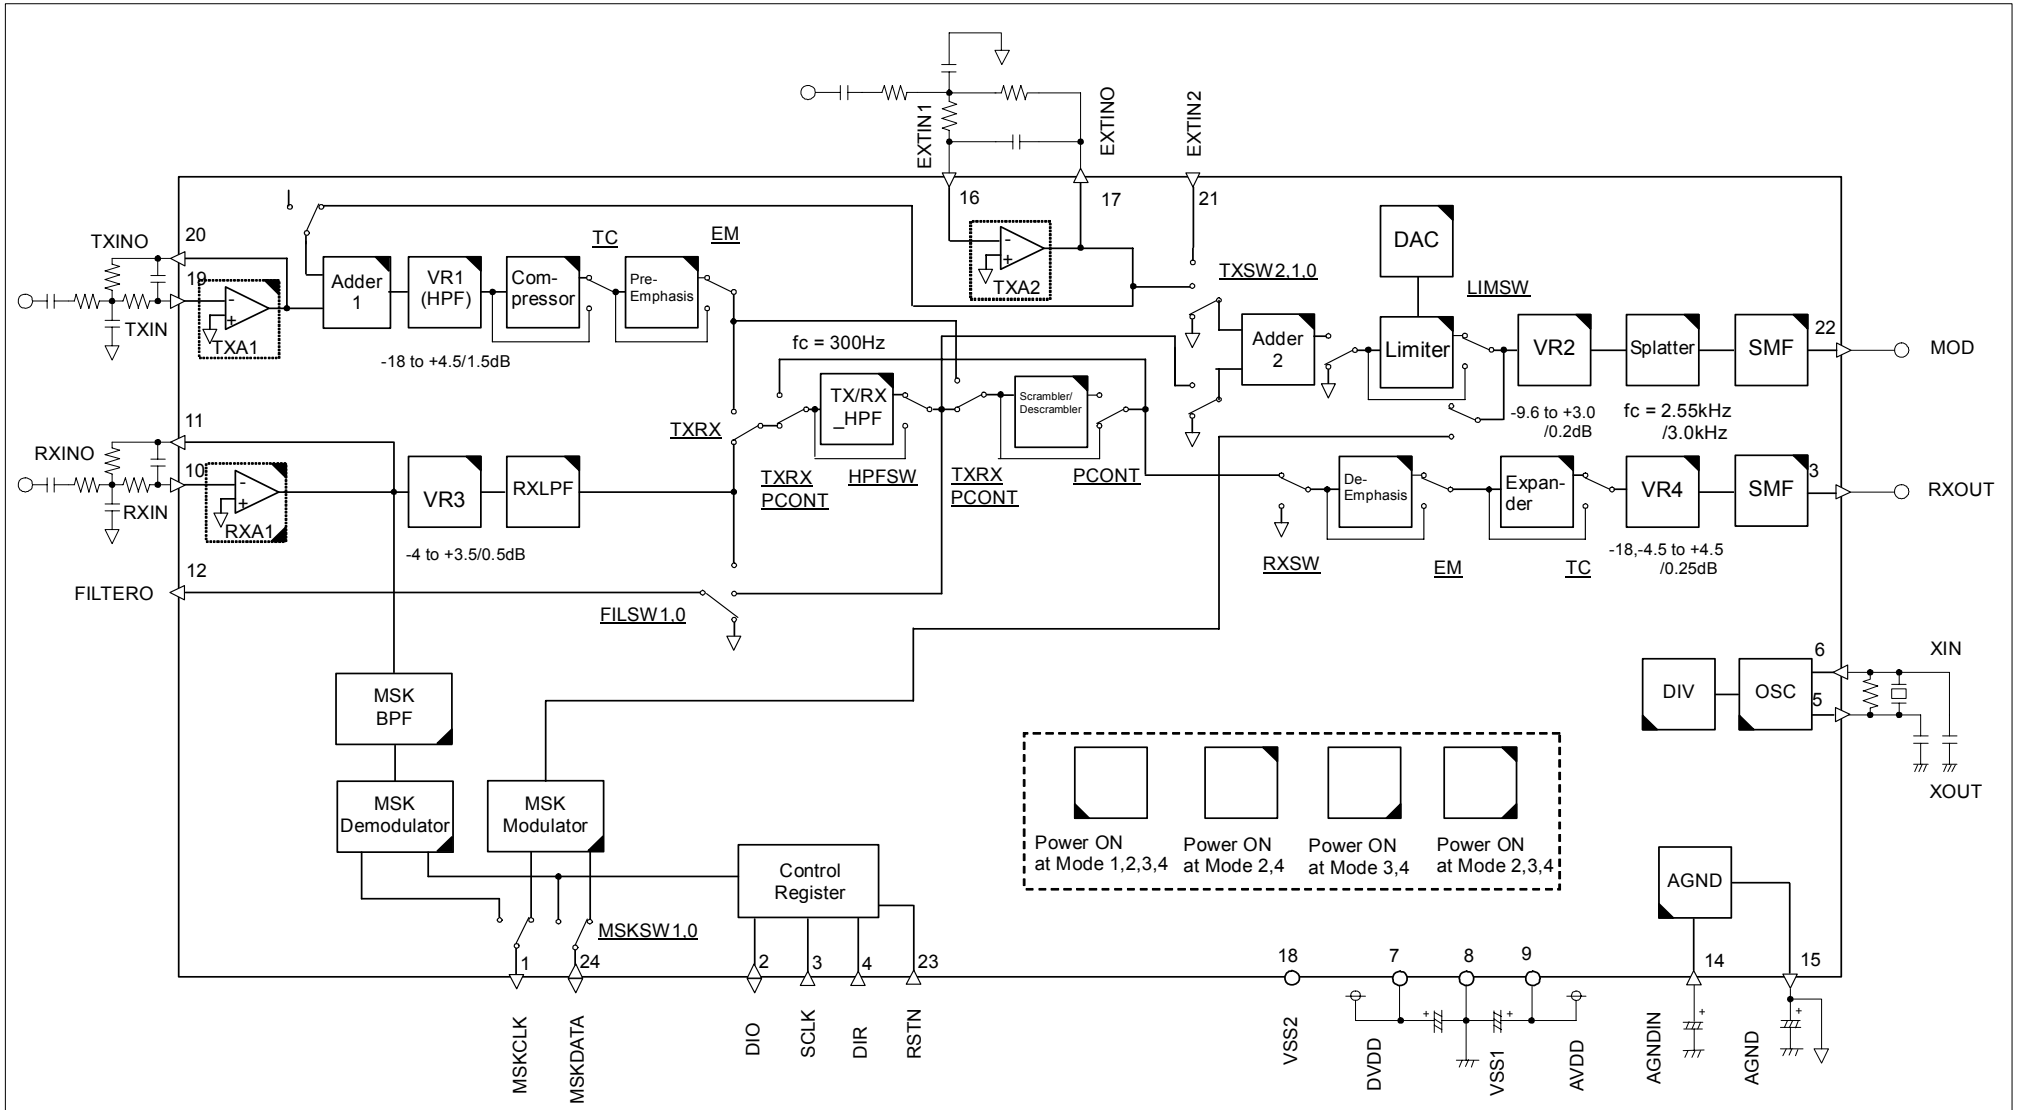 EXTIN1
EXTINO
EXTIN2
16
17
21
TXINO
20
19
TXIN
-
+
TXA1
Adder
1
VR1
(HPF)
-18 to +4.5/1.5dB
Com-
pressor
TC
Pre-
Emphasis
EM
-
+
TXA2
TXSW2,1,0
DAC
LIMSW
Adder
2
Limiter
VR2
-9.6 to +3.0
/0.2dB
Splatter
fc = 2.55kHz
/3.0kHz
SMF
22
MOD
fc = 300Hz
TX/RX
_HPF
Scrambler/
Descrambler
TXRX
TXRX
PCONT
HPFSW
TXRX
PCONT
PCONT
11
RXINO
10
RXIN
-
+
RXA1
VR3
-4 to +3.5/0.5dB
RXLPF
De-
Emphasis
Expan-
der
VR4
-18,-4.5 to +4.5
/0.25dB
SMF
3
RXOUT
RXSW
EM
TC
12
FILTERO
FILSW1,0
MSK
BPF
MSK
Demodulator
MSK
Modulator
Control
Register
MSKSW1,0
DIV
OSC
6
5
XIN
XOUT
Power ON
at Mode 1,2,3,4
Power ON
at Mode 2,4
Power ON
at Mode 3,4
Power ON
at Mode 2,3,4
AGND
1
24
2
3
4
23
18
7
8
9
14
15
MSKCLK
MSKDATA
DIO
SCLK
DIR
RSTN
VSS2
DVDD
+
VSS1
+
AVDD
AGNDIN
+
AGND
+